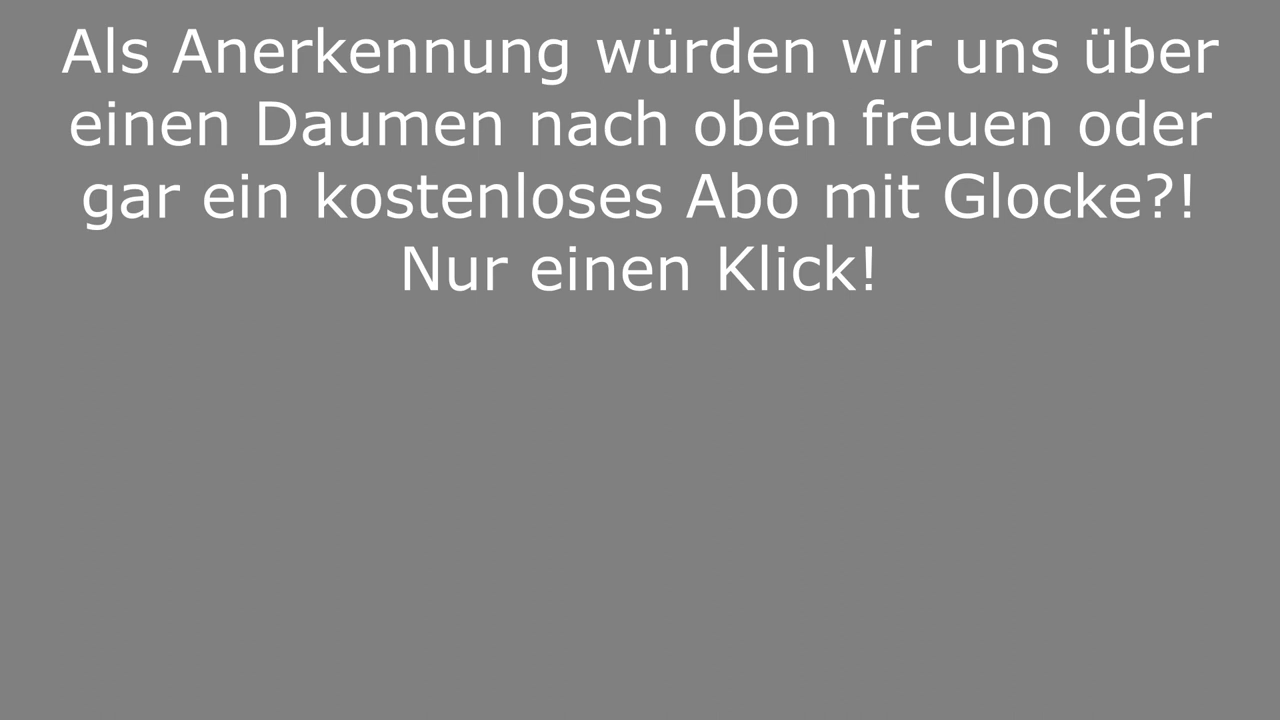 Als Anerkennung würden wir uns über
einen Daumen nach oben freuen oder
gar ein kostenloses Abo mit Glocke?!
Nur einen Klick!